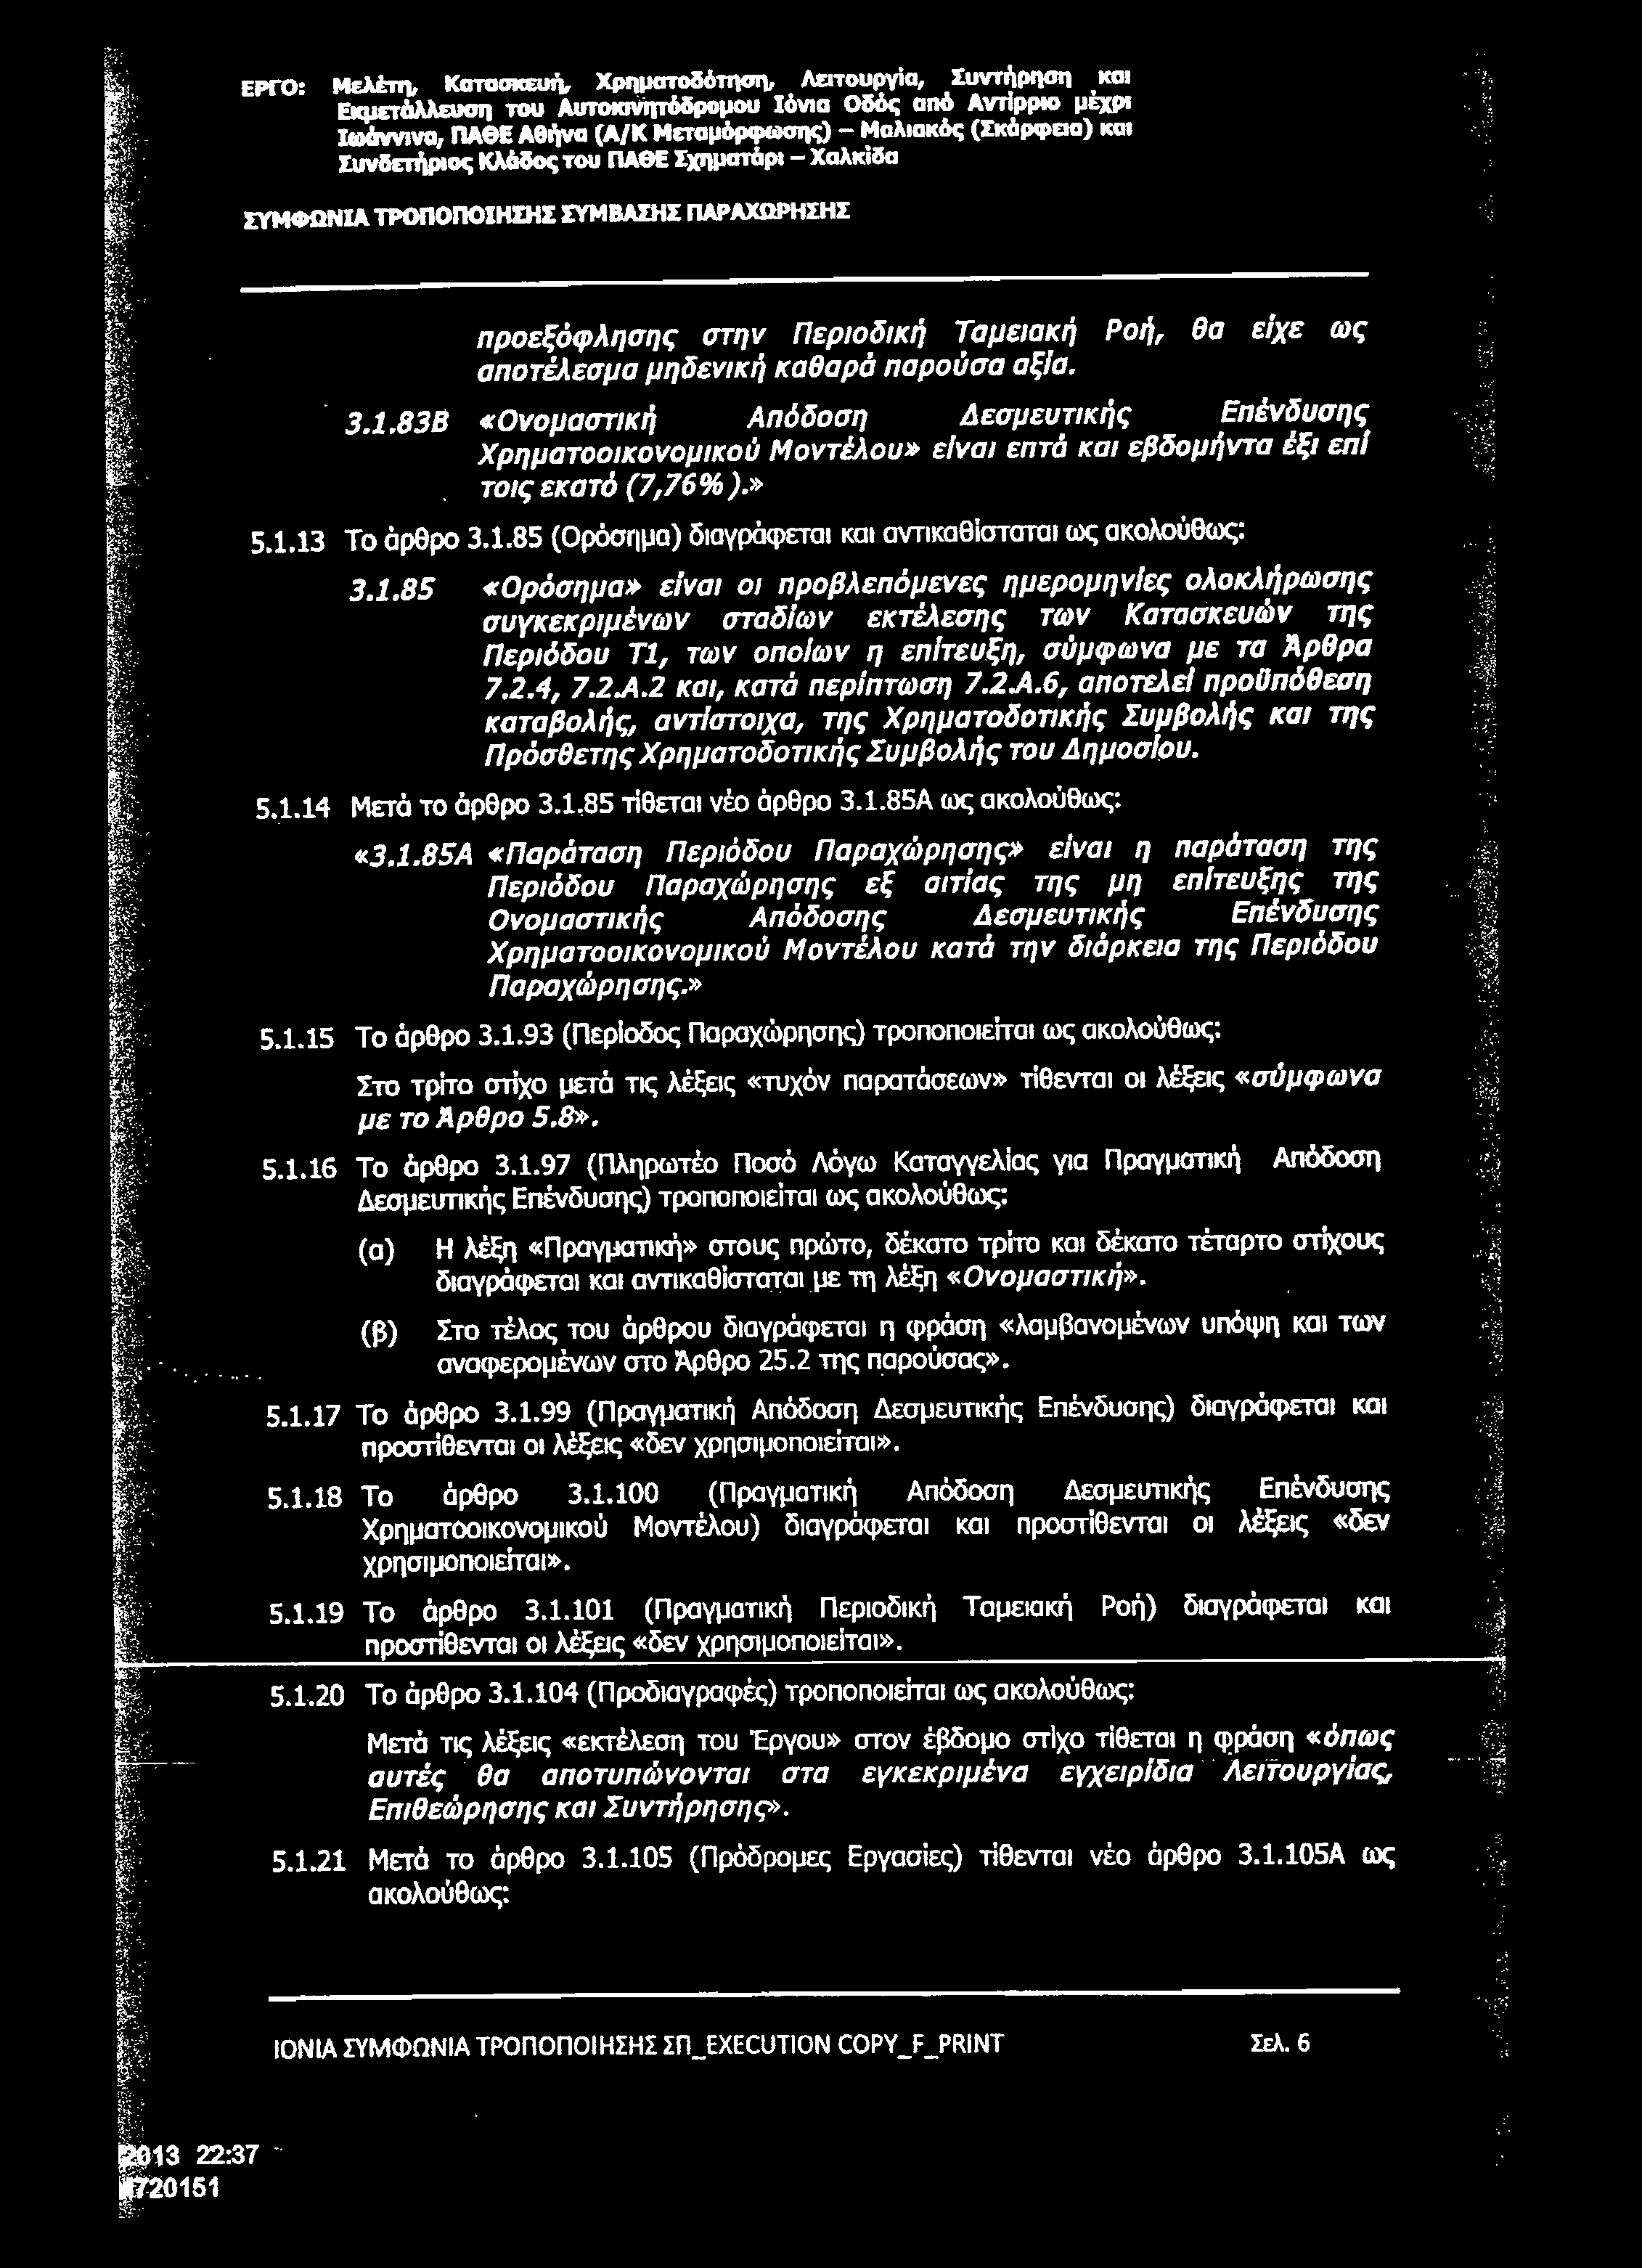 ΕΡΓΟ: Μελέτη, Κατασκευή, Χρηματοδότηση, Λειτουργία, Συντήρηση και
Εκμετάλλευση του Αυτοκινητόδρομου Ιόνια Οδός από Αντίρριο μέχρι
Ιωάννινα, ΠΑΘΕ Αθήνα (Α/Κ Μεταμόρφωσης) – Μαλιακός (Σκάρφεια) και
Συνδετήριος Κλάδος του ΠΑΘΕ Σχηματάρι – Χαλκίδα
ΣΥΜΦΩΝΙΑ ΤΡΟΠΟΠΟΙΗΣΗΣ ΣΥΜΒΑΣΗΣ ΠΑΡΑΧΩΡΗΣΗΣ
προεξόφλησης στην Περιοδική Ταμειακή Ροή, θα είχε ως
αποτέλεσμα μηδενική καθαρά παρούσα αξία.
3.1.83Β «Ονομαστική Απόδοση Δεσμευτικής Επένδυσης
Χρηματοοικονομικού Μοντέλου» είναι επτά και εβδομήντα έξι επί
τοις εκατό (7,76%).»
5.1.13 Το άρθρο 3.1.85 (Ορόσημα) διαγράφεται και αντικαθίσταται ως ακολούθως:
3.1.85 «Ορόσημα» είναι οι προβλεπόμενες ημερομηνίες ολοκλήρωσης
συγκεκριμένων σταδίων εκτέλεσης των Κατασκευών της
Περιόδου Τ1, των οποίων η επίτευξη, σύμφωνα με τα Άρθρα
7.2.4, 7.2.Α.2 και, κατά περίπτωση 7.2.Α.6, αποτελεί προϋπόθεση
καταβολής, αντίστοιχα, της Χρηματοδοτικής Συμβολής και της
Πρόσθετης Χρηματοδοτικής Συμβολής του Δημοσίου.
5.1.14 Μετά το άρθρο 3.1.85 τίθεται νέο άρθρο 3.1.85Α ως ακολούθως:
«3.1.85Α «Παράταση Περιόδου Παραχώρησης» είναι η παράταση της
Περιόδου Παραχώρησης εξ αιτίας της μη επίτευξης της
Ονομαστικής Απόδοσης Δεσμευτικής Επένδυσης
Χρηματοοικονομικού Μοντέλου κατά την διάρκεια της Περιόδου
Παραχώρησης.»
5.1.15 Το άρθρο 3.1.93 (Περίοδος Παραχώρησης) τροποποιείται ως ακολούθως:
Στο τρίτο στίχο μετά τις λέξεις «τυχόν παρατάσεων» τίθενται οι λέξεις «σύμφωνα
με το Άρθρο 5.8».
5.1.16 Το άρθρο 3.1.97 (Πληρωτέο Ποσό Λόγω Καταγγελίας για Πραγματική Απόδοση
Δεσμευτικής Επένδυσης) τροποποιείται ως ακολούθως:
(α) Η λέξη «Πραγματική» στους πρώτο, δέκατο τρίτο και δέκατο τέταρτο στίχους
διαγράφεται και αντικαθίσταται με τη λέξη «Ονομαστική».
(β) Στο τέλος του άρθρου διαγράφεται η φράση «λαμβανομένων υπόψη και των
αναφερομένων στο Άρθρο 25.2 της παρούσας».
5.1.17 Το άρθρο 3.1.99 (Πραγματική Απόδοση Δεσμευτικής Επένδυσης) διαγράφεται και
προστίθενται οι λέξεις «δεν χρησιμοποιείται».
5.1.18 Το άρθρο 3.1.100 (Πραγματική Απόδοση Δεσμευτικής Επένδυσης
Χρηματοοικονομικού Μοντέλου) διαγράφεται και προστίθενται οι λέξεις «δεν
χρησιμοποιείται».
5.1.19 Το άρθρο 3.1.101 (Πραγματική Περιοδική Ταμειακή Ροή) διαγράφεται και
προστίθενται οι λέξεις «δεν χρησιμοποιείται».
5.1.20 Το άρθρο 3.1.104 (Προδιαγραφές) τροποποιείται ως ακολούθως:
Μετά τις λέξεις «εκτέλεση του Έργου» στον έβδομο στίχο τίθεται η φράση «όπως
αυτές θα αποτυπώνονται στα εγκεκριμένα εγχειρίδια Λειτουργίας,
Επιθεώρησης και Συντήρησης».
5.1.21 Μετά το άρθρο 3.1.105 (Πρόδρομες Εργασίες) τίθενται νέο άρθρο 3.1.105Α ως
ακολούθως:
ΙΟΝΙΑ ΣΥΜΦΩΝΙΑ ΤΡΟΠΟΠΟΙΗΣΗΣ ΣΠ_EXECUTION COPY_F_PRINT Σελ. 6
2013 22:37
720151